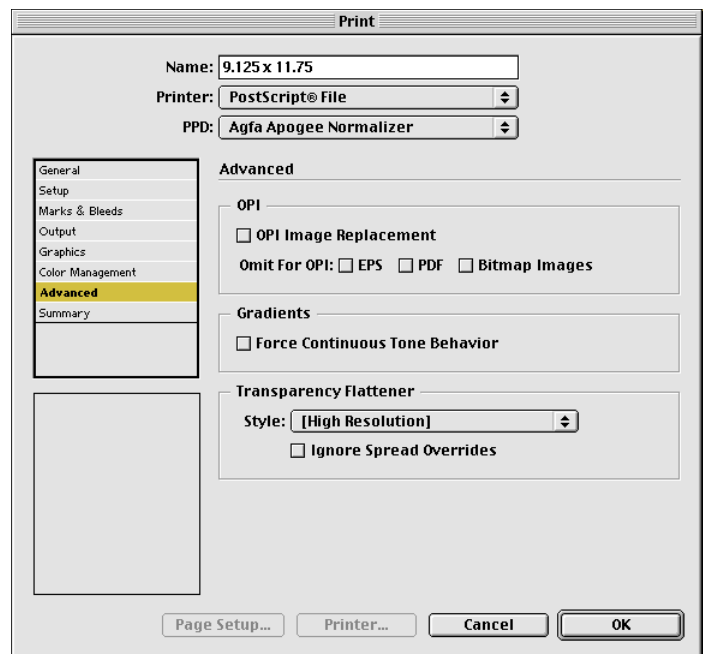 Print
Name: 9.125 x 11.75
Printer: PostScript® File
PPD: Agfa Apogee Normalizer
General
Setup
Marks & Bleeds
Output
Graphics
Color Management
Advanced
Summary
Advanced
OPI
OPI Image Replacement
Omit For OPI: EPS PDF Bitmap Images
Gradients
Force Continuous Tone Behavior
Transparency Flattener
Style: [High Resolution]
Ignore Spread Overrides
Page Setup... Printer... Cancel OK